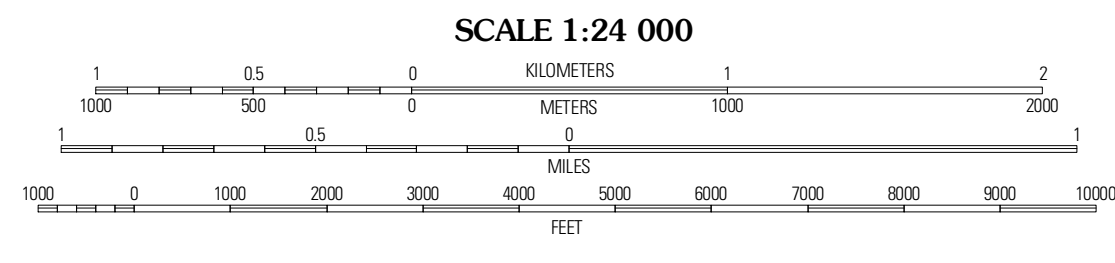 SCALE 1:24 000
1 0.5 0 KILOMETERS 1 2
1000 500 0 METERS 1000 2000
1 0.5 0 1
MILES
1000 0 1000 2000 3000 4000 5000 6000 7000 8000 9000 10000
FEET